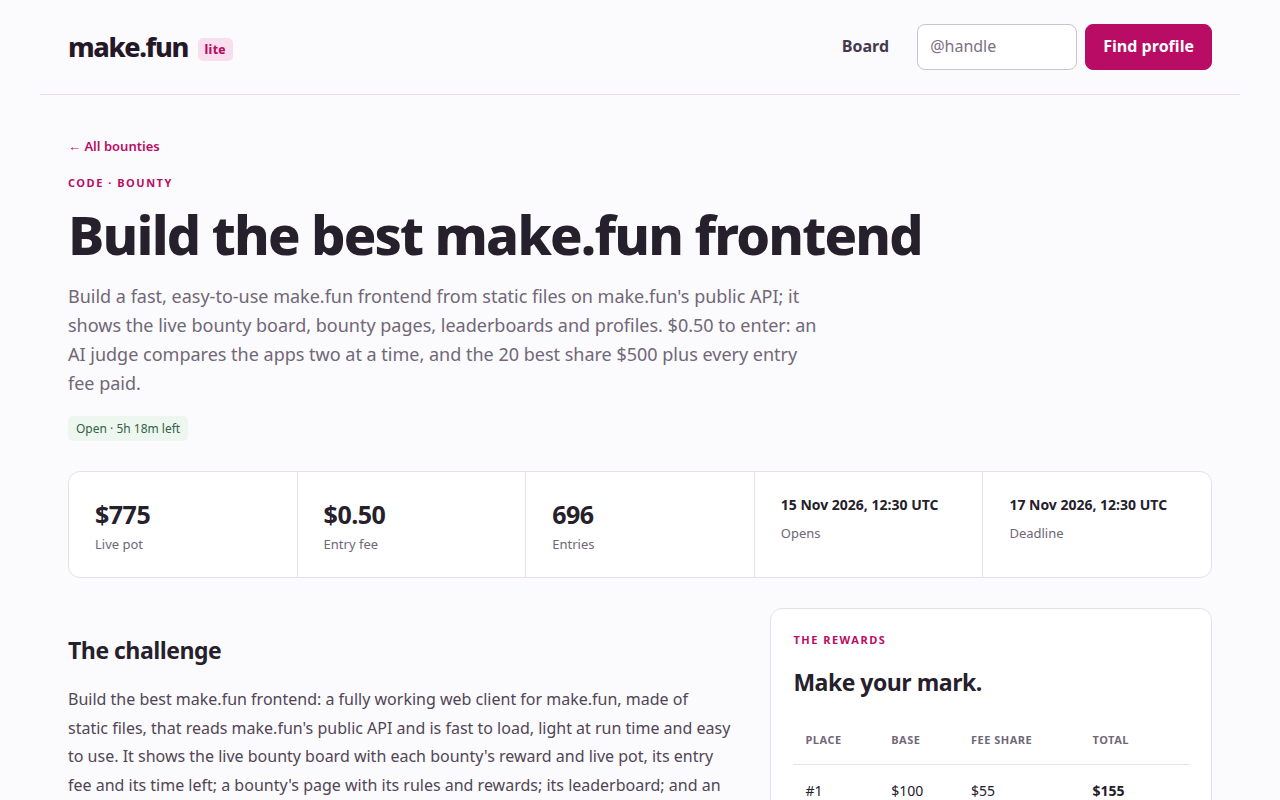 make.fun lite
Board
@handle
Find profile
← All bounties
CODE · BOUNTY
Build the best make.fun frontend
Build a fast, easy-to-use make.fun frontend from static files on make.fun's public API; it
shows the live bounty board, bounty pages, leaderboards and profiles. $0.50 to enter: an
AI judge compares the apps two at a time, and the 20 best share $500 plus every entry
fee paid.
Open · 5h 18m left
$775
Live pot
$0.50
Entry fee
696
Entries
15 Nov 2026, 12:30 UTC
Opens
17 Nov 2026, 12:30 UTC
Deadline
The challenge
Build the best make.fun frontend: a fully working web client for make.fun, made of
static files, that reads make.fun's public API and is fast to load, light at run time and easy
to use. It shows the live bounty board with each bounty's reward and live pot, its entry
fee and its time left; a bounty's page with its rules and rewards; its leaderboard; and an
THE REWARDS
Make your mark.
PLACE BASE FEE SHARE TOTAL
#1 $100 $55 $155